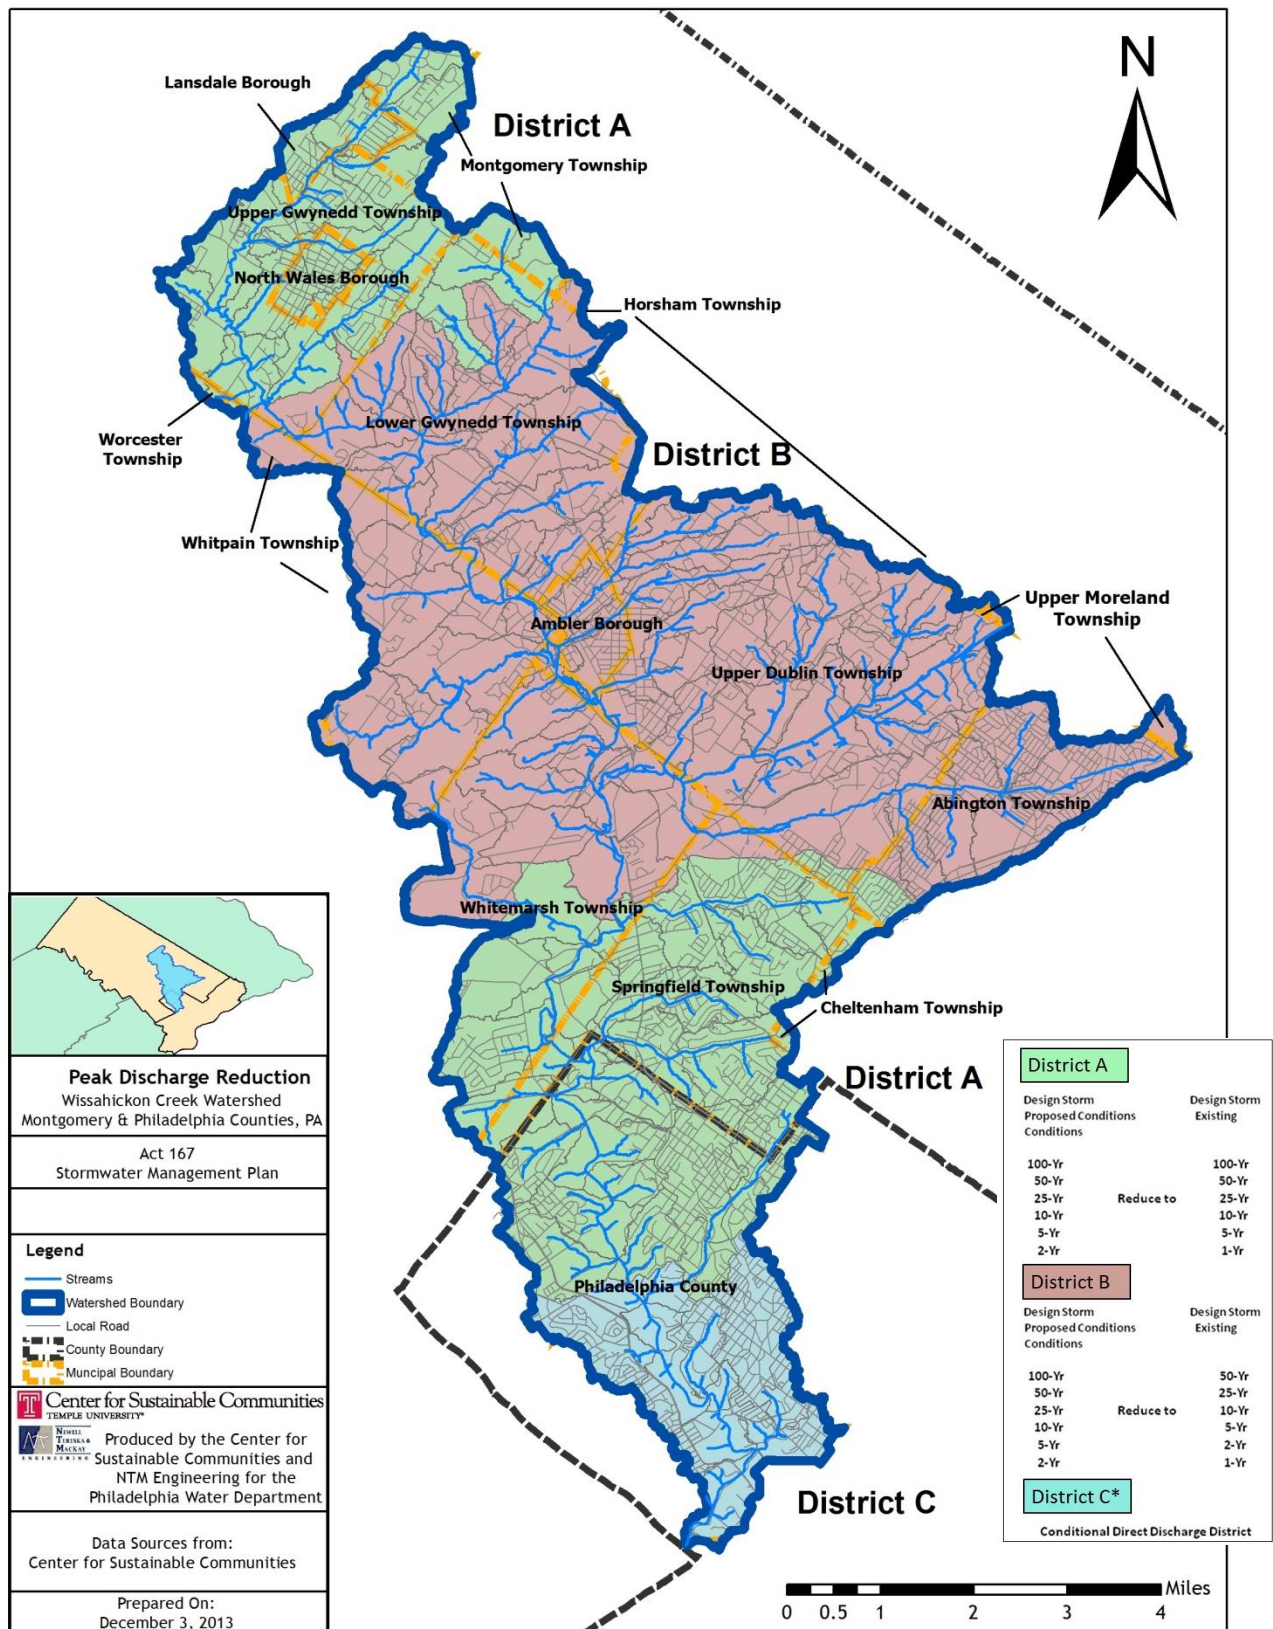 N
Lansdale Borough
District A
Montgomery Township
Upper Gwynedd Township
North Wales Borough
Horsham Township
Lower Gwynedd Township
Worcester
Township
District B
Whitpain Township
Upper Moreland
Township
Ambler Borough
Upper Dublin Township
Abington Township
Whitemarsh Township
Springfield Township
Cheltenham Township
District A
Philadelphia County
District C
Peak Discharge Reduction
Wissahickon Creek Watershed
Montgomery & Philadelphia Counties, PA
Act 167
Stormwater Management Plan
Legend
Streams
Watershed Boundary
Local Road
County Boundary
Muncipal Boundary
T Center for Sustainable Communities
TEMPLE UNIVERSITY®
NEWELL
TERESKA &
MACKAY
ENGINEERING
Produced by the Center for
Sustainable Communities and
NTM Engineering for the
Philadelphia Water Department
Data Sources from:
Center for Sustainable Communities
Prepared On:
December 3, 2013
District A
Design Storm Design Storm
Proposed Conditions Existing
Conditions
100-Yr 100-Yr
50-Yr 50-Yr
25-Yr Reduce to 25-Yr
10-Yr 10-Yr
5-Yr 5-Yr
2-Yr 1-Yr
District B
Design Storm Design Storm
Proposed Conditions Existing
Conditions
100-Yr 50-Yr
50-Yr 25-Yr
25-Yr Reduce to 10-Yr
10-Yr 5-Yr
5-Yr 2-Yr
2-Yr 1-Yr
District C*
Conditional Direct Discharge District
Miles
0 0.5 1 2 3 4